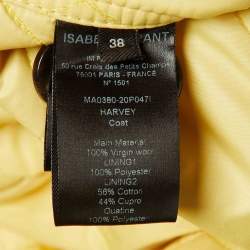 ISABEL ANT
38
50 rue Croix des Petits Champs
75001 PARIS - FRANCE
N° 1501
MA0380-20P047I
HARVEY
Coat
Main Material
100% Virgin wool
LINING1
100% Polyester
LINING2
56% Cotton
44% Cupro
Ouatine
100% Polyester